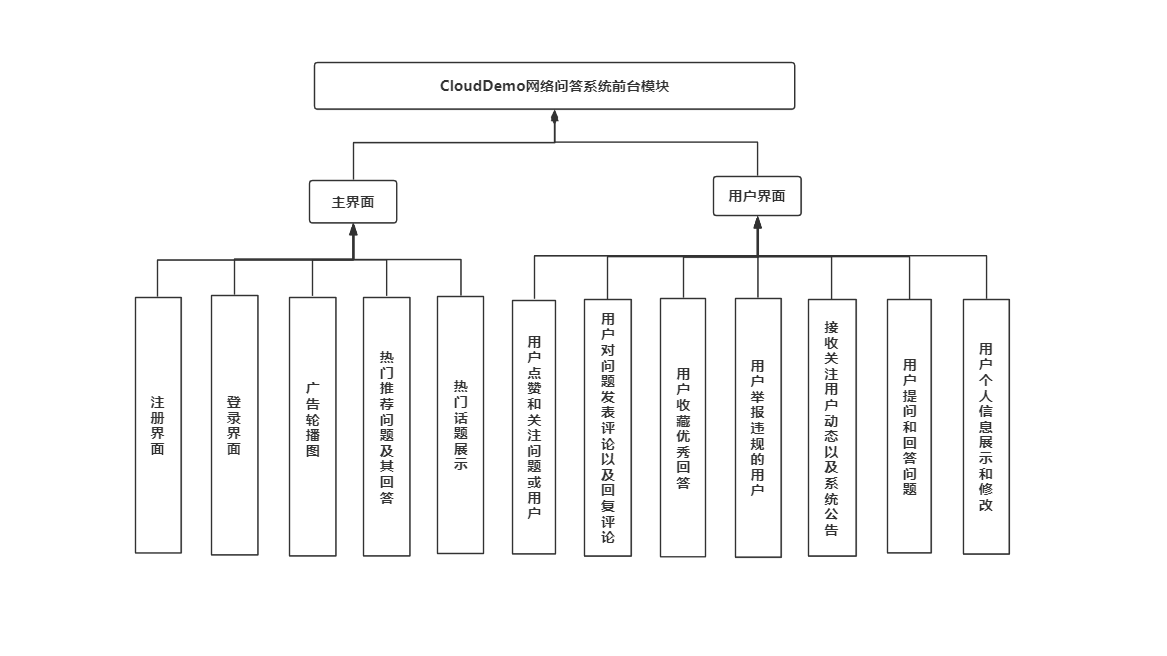 CloudDemo网络问答系统前台模块
主界面
用户界面
注册界面
登录界面
广告轮播图
热门推荐问题及其回答
热门话题展示
用户点赞和关注问题或用户
用户对问题发表评论以及回复评论
用户收藏优秀回答
用户举报违规的用户
接收关注用户动态以及系统公告
用户提问和回答问题
用户个人信息展示和修改